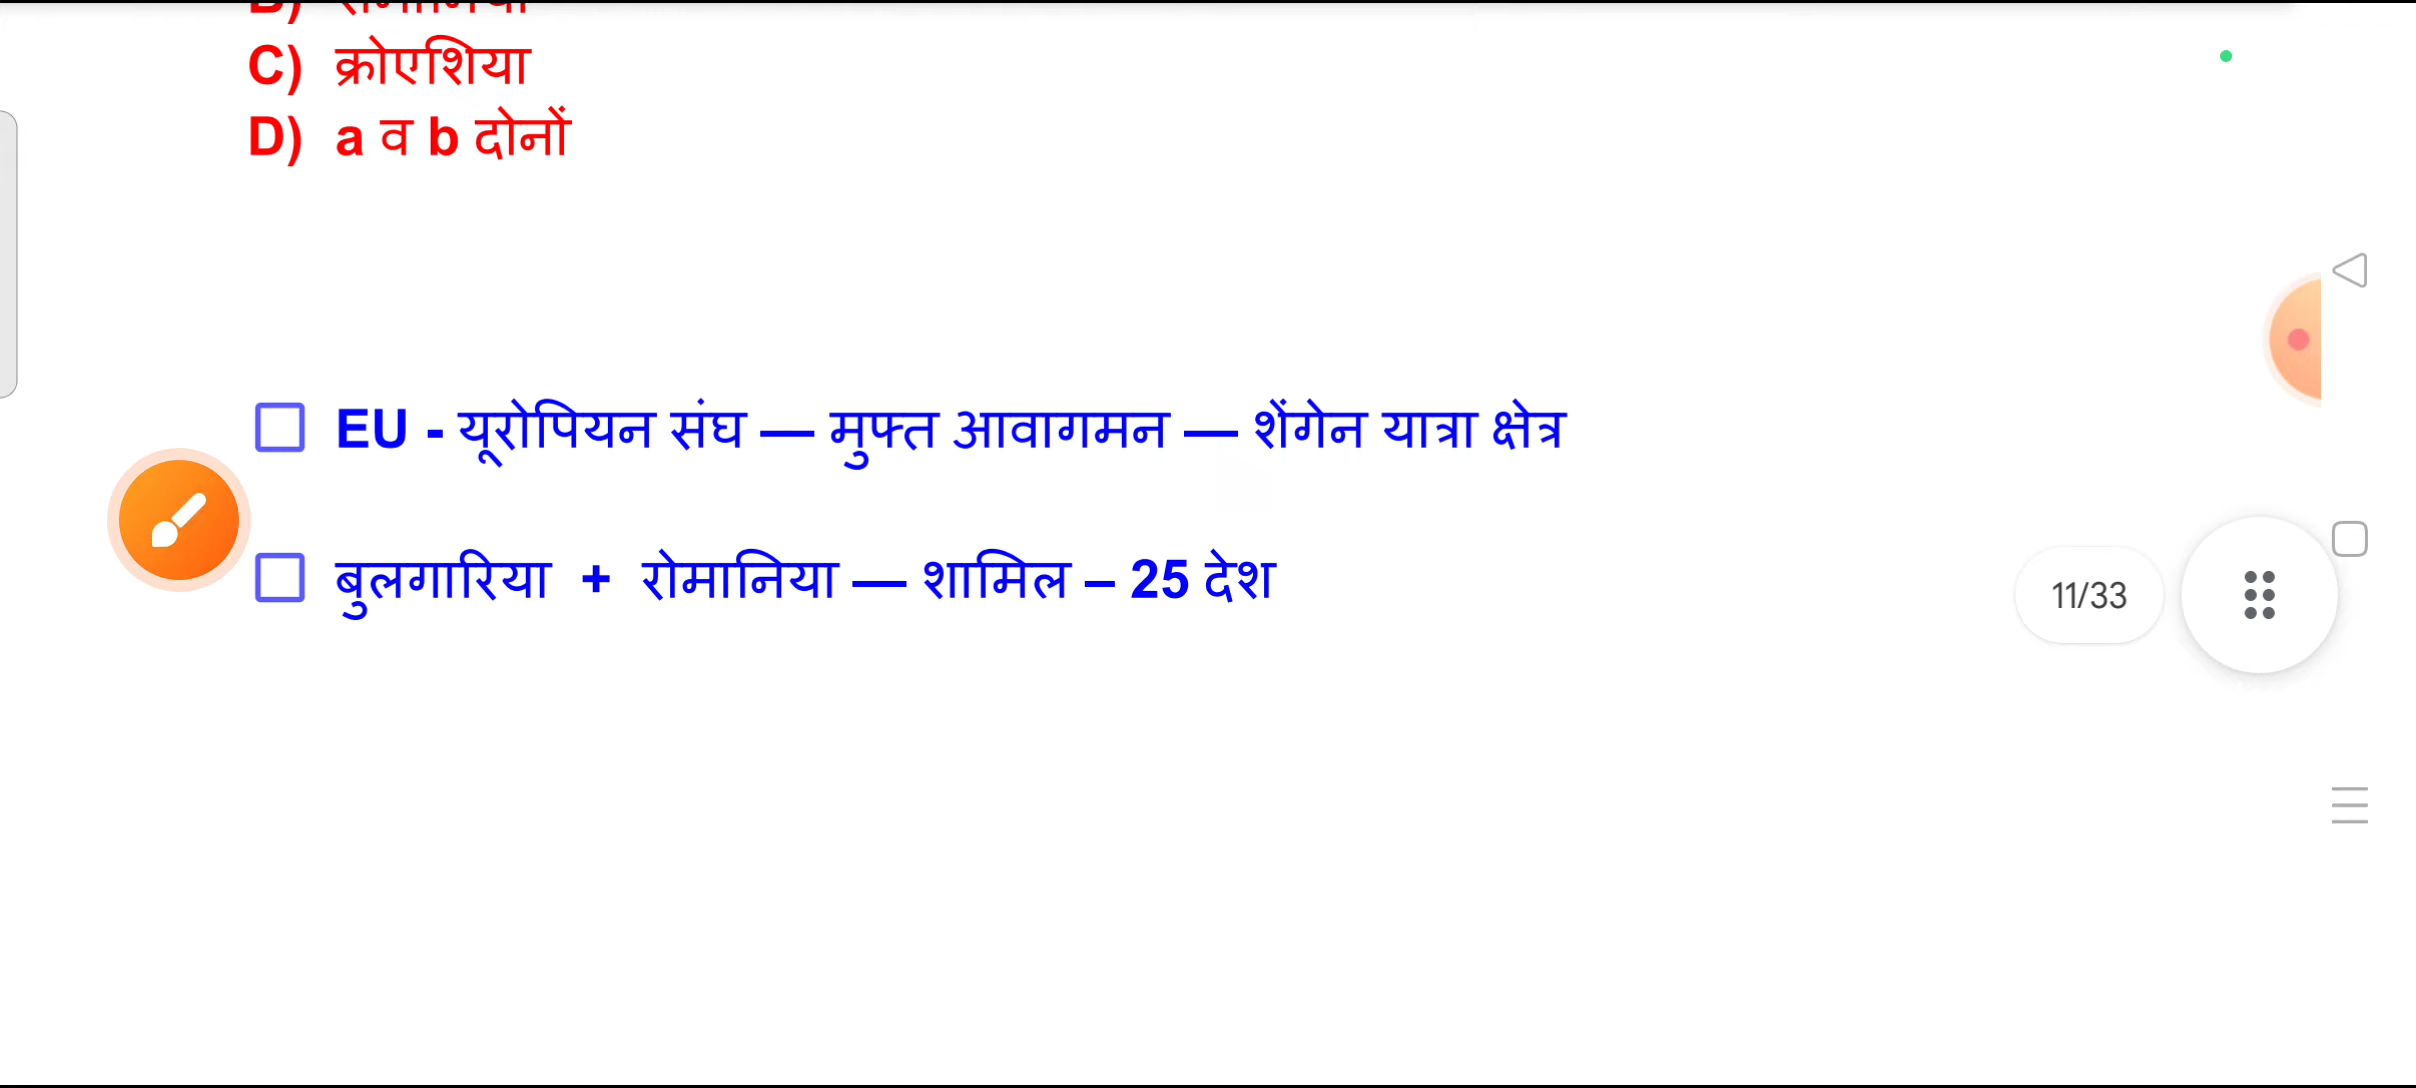 C) क्रोएशिया
D) a व b दोनों
EU - यूरोपियन संघ — मुफ्त आवागमन — शेंगेन यात्रा क्षेत्र
बुलगारिया + रोमानिया — शामिल – 25 देश
11/33